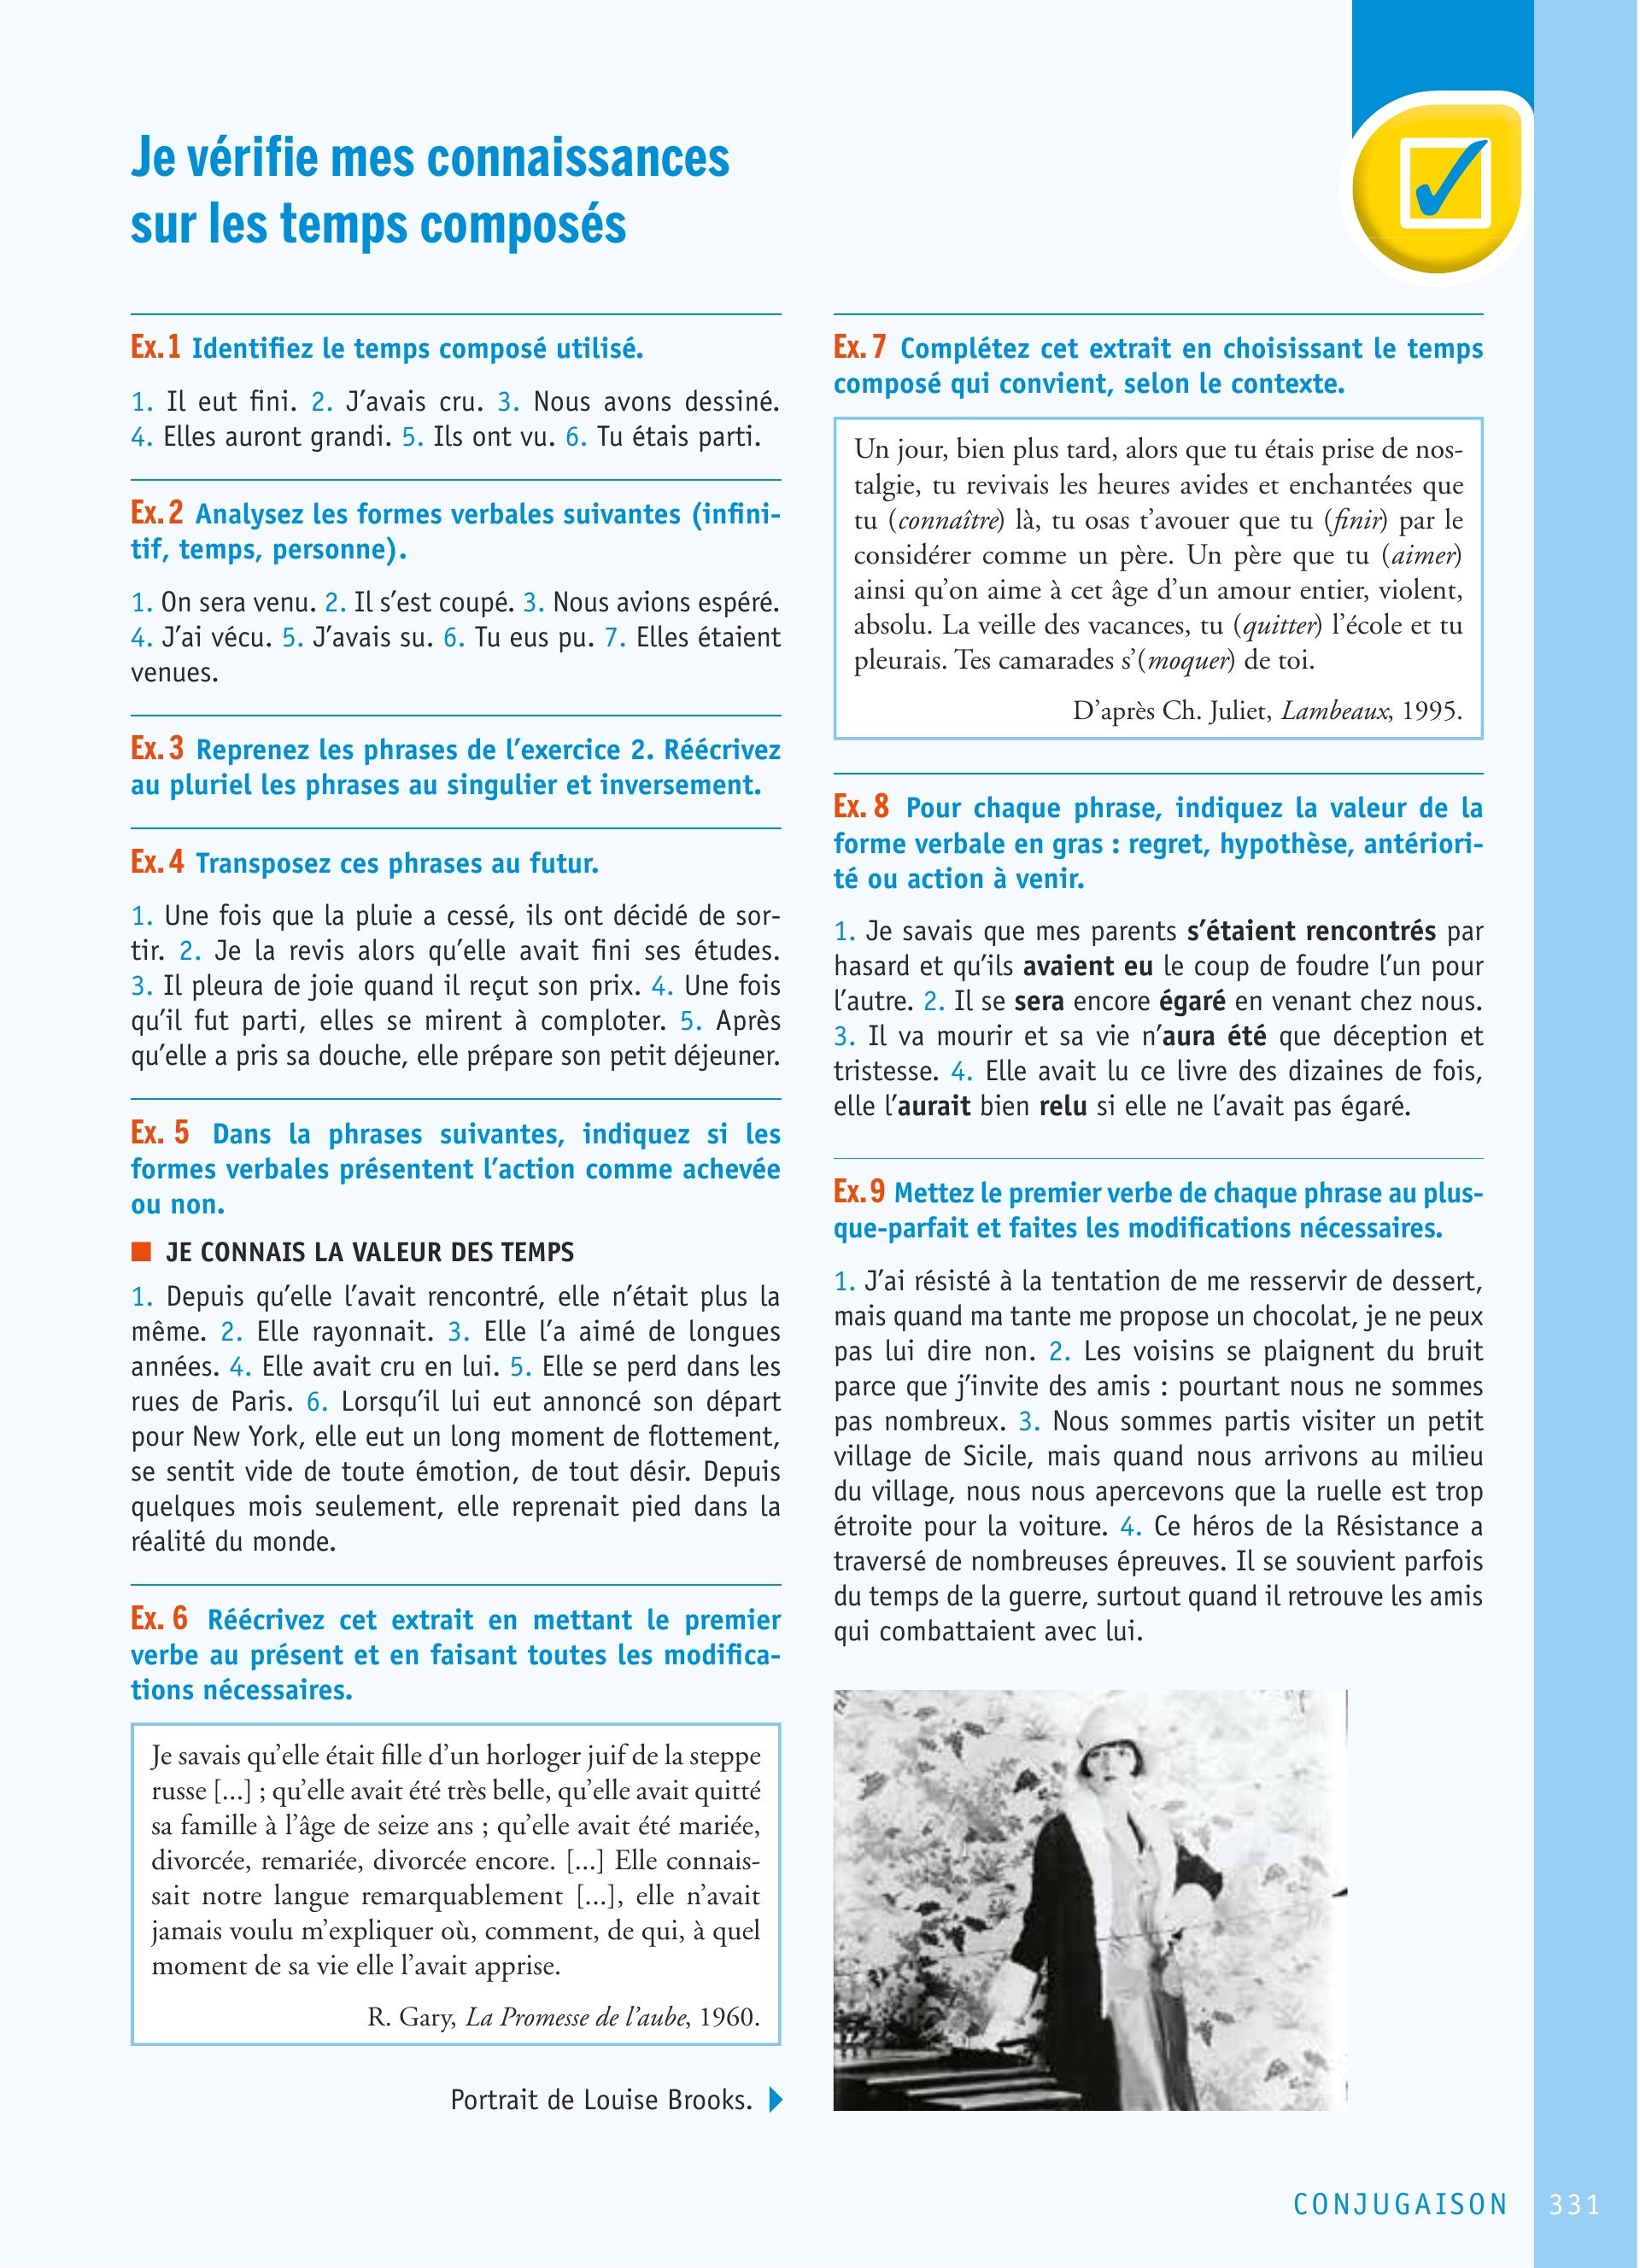 Je vérifie mes connaissances
sur les temps composés
Ex. 1 Identifiez le temps composé utilisé.
1. Il eut fini. 2. J’avais cru. 3. Nous avons dessiné.
4. Elles auront grandi. 5. Ils ont vu. 6. Tu étais parti.
Ex. 2 Analysez les formes verbales suivantes (infini-
tif, temps, personne).
1. On sera venu. 2. Il s’est coupé. 3. Nous avions espéré.
4. J’ai vécu. 5. J’avais su. 6. Tu eus pu. 7. Elles étaient
venues.
Ex. 3 Reprenez les phrases de l’exercice 2. Réécrivez
au pluriel les phrases au singulier et inversement.
Ex. 4 Transposez ces phrases au futur.
1. Une fois que la pluie a cessé, ils ont décidé de sor-
tir. 2. Je la revis alors qu’elle avait fini ses études.
3. Il pleura de joie quand il reçut son prix. 4. Une fois
qu’il fut parti, elles se mirent à comploter. 5. Après
qu’elle a pris sa douche, elle prépare son petit déjeuner.
Ex. 5 Dans la phrases suivantes, indiquez si les
formes verbales présentent l’action comme achevée
ou non.
JE CONNAIS LA VALEUR DES TEMPS
1. Depuis qu’elle l’avait rencontré, elle n’était plus la
même. 2. Elle rayonnait. 3. Elle l’a aimé de longues
années. 4. Elle avait cru en lui. 5. Elle se perd dans les
rues de Paris. 6. Lorsqu’il lui eut annoncé son départ
pour New York, elle eut un long moment de flottement,
se sentit vide de toute émotion, de tout désir. Depuis
quelques mois seulement, elle reprenait pied dans la
réalité du monde.
Ex. 6 Réécrivez cet extrait en mettant le premier
verbe au présent et en faisant toutes les modifica-
tions nécessaires.
Je savais qu’elle était fille d’un horloger juif de la steppe
russe [...] ; qu’elle avait été très belle, qu’elle avait quitté
sa famille à l’âge de seize ans ; qu’elle avait été mariée,
divorcée, remariée, divorcée encore. [...] Elle connais-
sait notre langue remarquablement [...], elle n’avait
jamais voulu m’expliquer où, comment, de qui, à quel
moment de sa vie elle l’avait apprise.
R. Gary, La Promesse de l’aube, 1960.
Portrait de Louise Brooks.
Ex. 7 Complétez cet extrait en choisissant le temps
composé qui convient, selon le contexte.
Un jour, bien plus tard, alors que tu étais prise de nos-
talgie, tu revivais les heures avides et enchantées que
tu (connaître) là, tu osas t’avouer que tu (finir) par le
considérer comme un père. Un père que tu (aimer)
ainsi qu’on aime à cet âge d’un amour entier, violent,
absolu. La veille des vacances, tu (quitter) l’école et tu
pleurais. Tes camarades s’(moquer) de toi.
D’après Ch. Juliet, Lambeaux, 1995.
Ex. 8 Pour chaque phrase, indiquez la valeur de la
forme verbale en gras : regret, hypothèse, antériori-
té ou action à venir.
1. Je savais que mes parents s’étaient rencontrés par
hasard et qu’ils avaient eu le coup de foudre l’un pour
l’autre. 2. Il se sera encore égaré en venant chez nous.
3. Il va mourir et sa vie n’aura été que déception et
tristesse. 4. Elle avait lu ce livre des dizaines de fois,
elle l’aurait bien relu si elle ne l’avait pas égaré.
Ex. 9 Mettez le premier verbe de chaque phrase au plus-
que-parfait et faites les modifications nécessaires.
1. J’ai résisté à la tentation de me resservir de dessert,
mais quand ma tante me propose un chocolat, je ne peux
pas lui dire non. 2. Les voisins se plaignent du bruit
parce que j’invite des amis : pourtant nous ne sommes
pas nombreux. 3. Nous sommes partis visiter un petit
village de Sicile, mais quand nous arrivons au milieu
du village, nous nous apercevons que la ruelle est trop
étroite pour la voiture. 4. Ce héros de la Résistance a
traversé de nombreuses épreuves. Il se souvient parfois
du temps de la guerre, surtout quand il retrouve les amis
qui combattaient avec lui.
CONJUGAISON 331